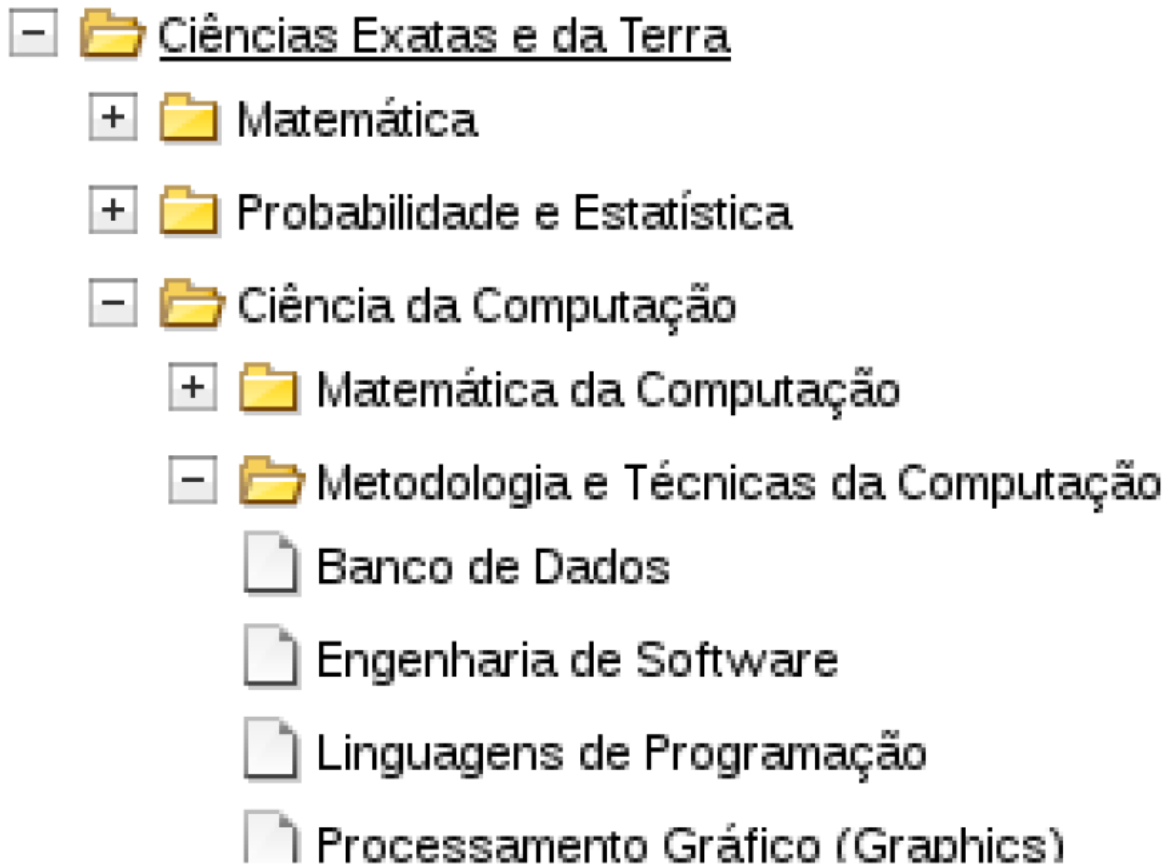 Ciências Exatas e da Terra
Matemática
Probabilidade e Estatística
Ciência da Computação
Matemática da Computação
Metodologia e Técnicas da Computação
Banco de Dados
Engenharia de Software
Linguagens de Programação
Processamento Gráfico (Graphics)